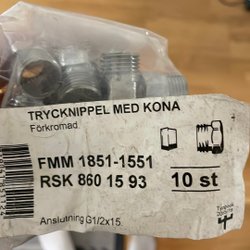 TRYCKNIPPEL MED KONA
Förkromad.
FMM 1851-1551
RSK 860 15 93
10 st
Anslutning G1/2x15.